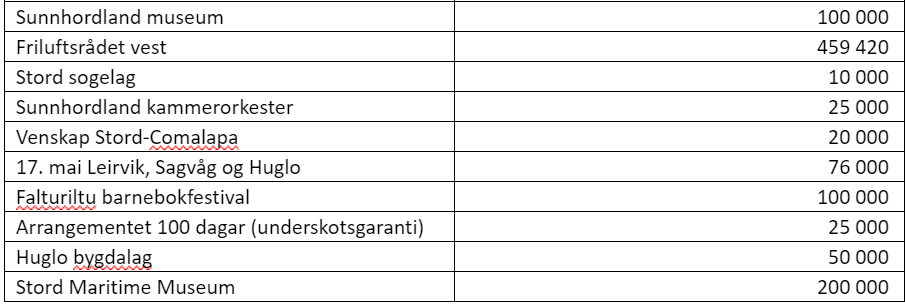 Sunnhordland museum 100 000
Friluftsrådet vest 459 420
Stord sogelag 10 000
Sunnhordland kammerorkester 25 000
Venskap Stord-Comalapa 20 000
17. mai Leirvik, Sagvåg og Huglo 76 000
Falturiltu barnebokfestival 100 000
Arrangementet 100 dagar (underskotsgaranti) 25 000
Huglo bygdalag 50 000
Stord Maritime Museum 200 000